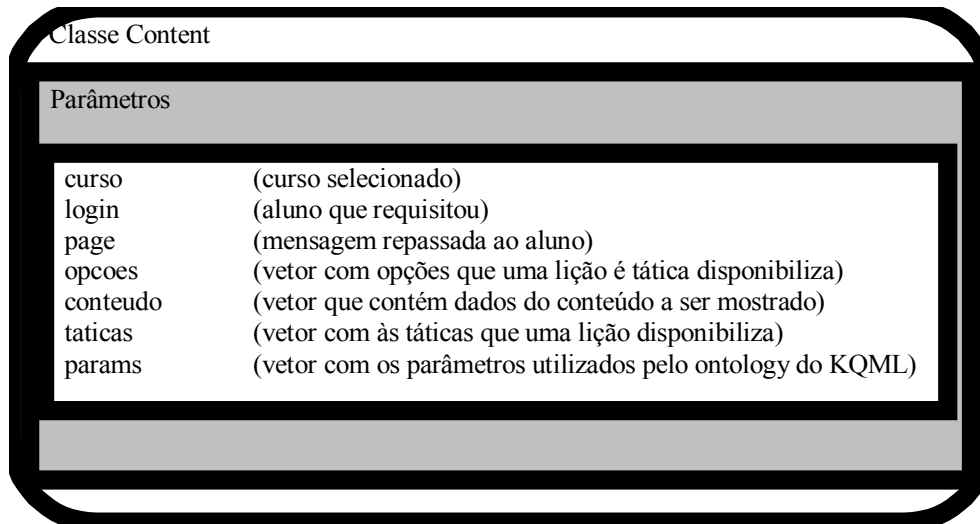 Classe Content
Parâmetros
curso (curso selecionado)
login (aluno que requisitou)
page (mensagem repassada ao aluno)
opcoes (vetor com opções que uma lição é tática disponibiliza)
conteudo (vetor que contém dados do conteúdo a ser mostrado)
taticas (vetor com às táticas que uma lição disponibiliza)
params (vetor com os parâmetros utilizados pelo ontology do KQML)